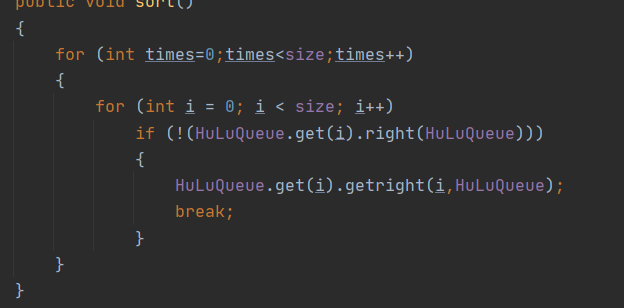 public void sort()
{
    for (int times=0;times<size;times++)
    {
        for (int i = 0; i < size; i++)
            if (!(HuLuQueue.get(i).right(HuLuQueue)))
            {
                HuLuQueue.get(i).getright(i,HuLuQueue);
                break;
            }
    }
}